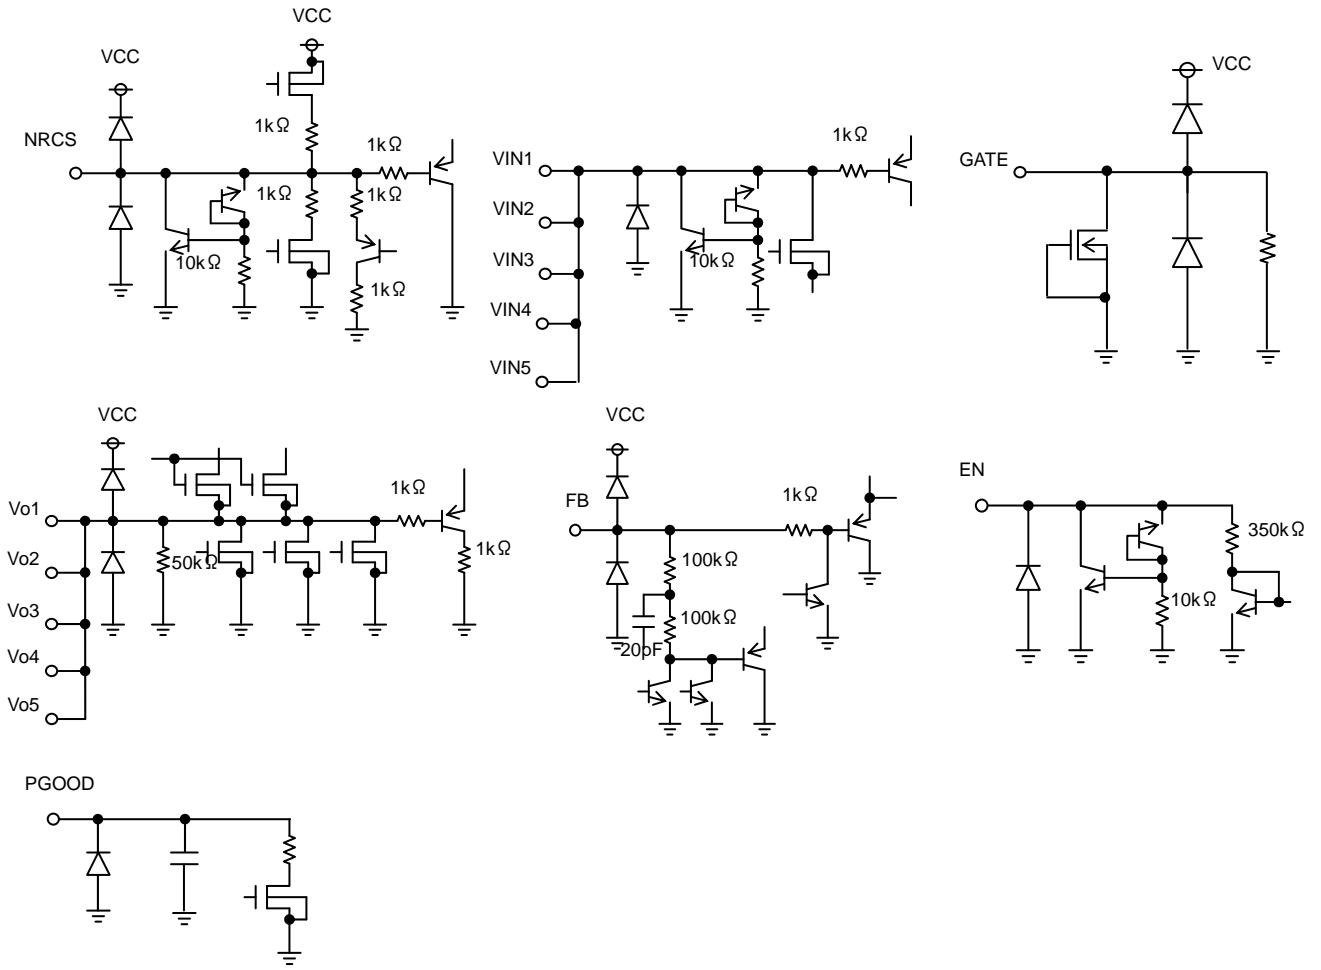 VCC
VCC
VCC
NRCS
1kΩ
1kΩ
1kΩ
1kΩ
10kΩ
1kΩ
VIN1
VIN2
VIN3
VIN4
VIN5
1kΩ
10kΩ
GATE
VCC
Vo1
Vo2
Vo3
Vo4
Vo5
50kΩ
1kΩ
1kΩ
VCC
FB
1kΩ
100kΩ
100kΩ
20pF
EN
350kΩ
10kΩ
PGOOD